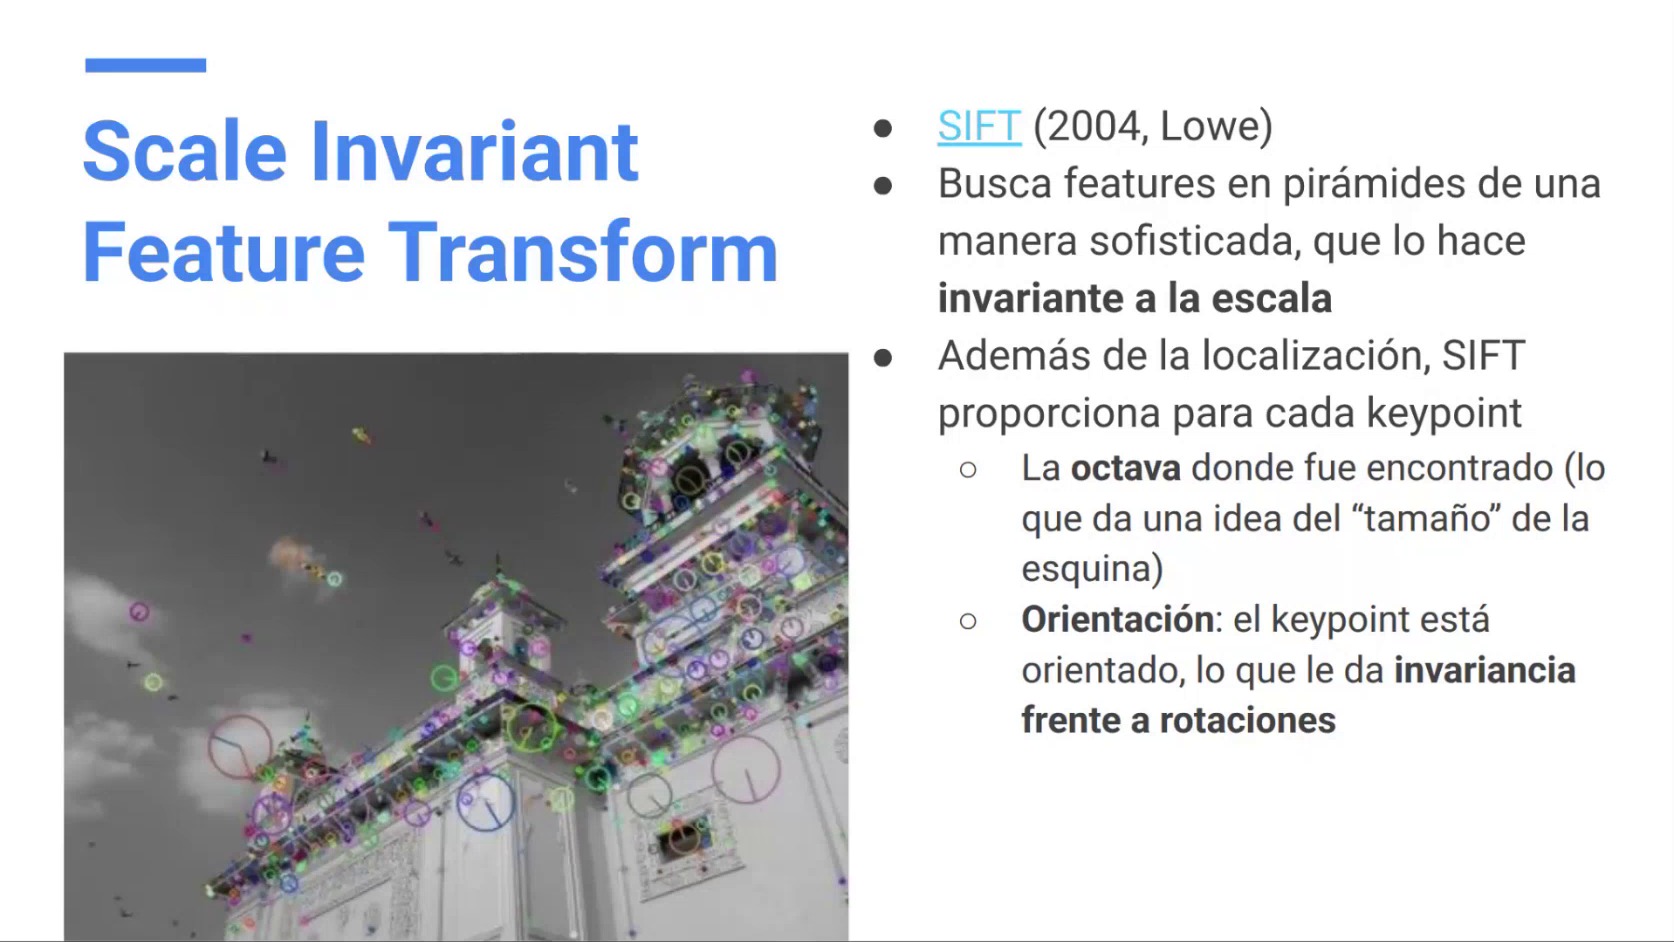 Scale Invariant
Feature Transform
● SIFT (2004, Lowe)
● Busca features en pirámides de una
manera sofisticada, que lo hace
invariante a la escala
● Además de la localización, SIFT
proporciona para cada keypoint
○ La octava donde fue encontrado (lo
que da una idea del “tamaño” de la
esquina)
○ Orientación: el keypoint está
orientado, lo que le da invariancia
frente a rotaciones